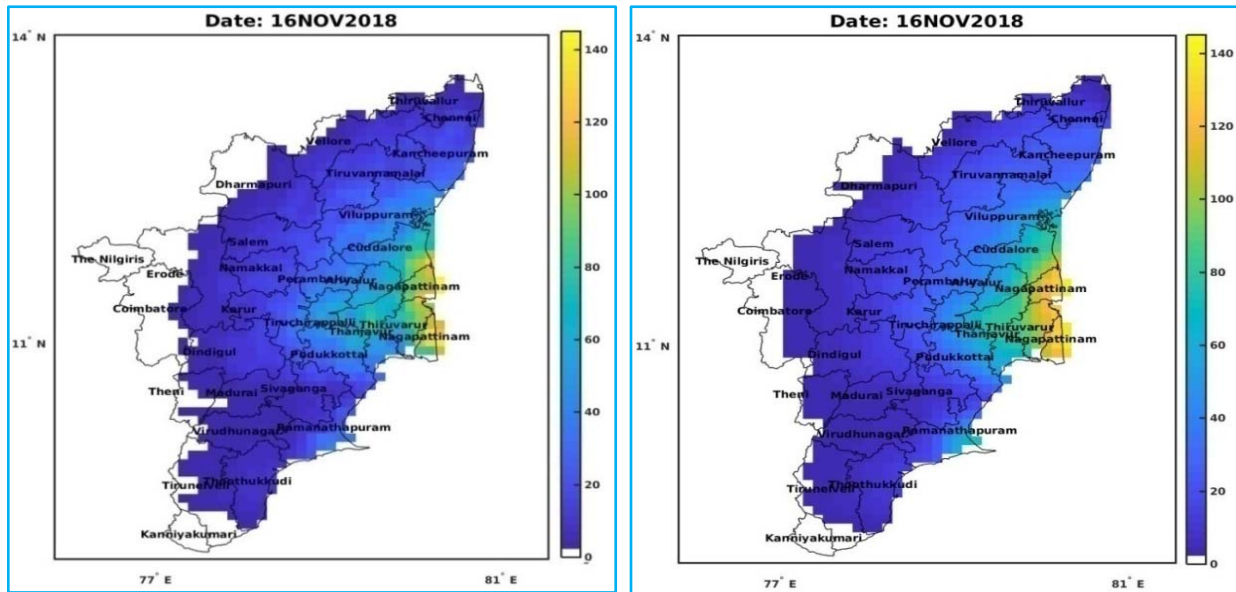 Date: 16NOV2018
14° N
140
Thiruvallur
Chennai
Vellore
120
Kancheepuram
Tiruvannamalai
Dharmapuri
100
Viluppuram
Salem
Cuddalore
The Nilgiris
80
Erode
Namakkal
Perambalur
Ariyalur
Nagapattinam
Coimbatore
Karur
60
Tiruchirappalli
Thiruvarur
Thanjavur
Nagapattinam
11° N
Dindigul
Pudukkottai
Theni
Madurai
Sivaganga
40
Virudhunagar
Ramanathapuram
20
Tirunelveli
Thoothukkudi
Kanniyakumari
0
77° E
81° E
Date: 16NOV2018
14° N
140
Thiruvallur
Chennai
120
Vellore
Kancheepuram
Tiruvannamalai
Dharmapuri
100
Viluppuram
Salem
Cuddalore
The Nilgiris
80
Erode
Namakkal
Perambalur
Ariyalur
Nagapattinam
Coimbatore
Karur
60
Tiruchirappalli
Thiruvarur
Thanjavur
Nagapattinam
11° N
Dindigul
Pudukkottai
Theni
Madurai
Sivaganga
40
Virudhunagar
Ramanathapuram
20
Tirunelveli
Thoothukkudi
Kanniyakumari
0
77° E
81° E